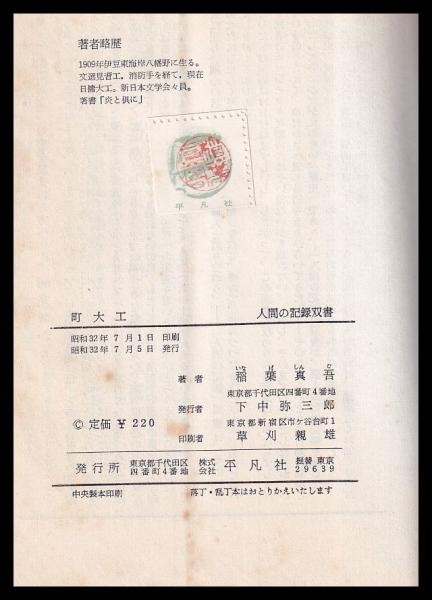 著者略歴
1909年伊豆東海岸八幡野に生る。
文選見習工，消防手を経て，現在
日傭大工。新日本文学会々員。
著書『炎と倶に』
平凡社
町大工 人間の記録双書
昭和32年 7月1日 印刷
昭和32年 7月5日 発行
著者 稲葉真吾
東京都千代田区四番町4番地
発行者 下中弥三郎
東京都新宿区市ケ谷台町1
© 定価 ¥220
印刷者 草刈親雄
発行所 東京都千代田区四番町4番地 株式会社 平凡社 振替東京29639
中央製本印刷 落丁・乱丁本はおとりかえいたします